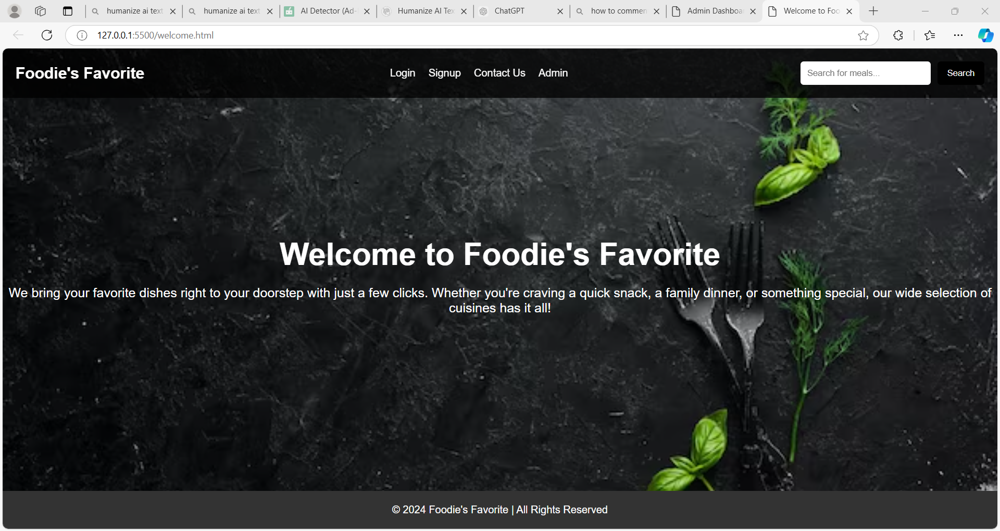 humanize ai text
humanize ai text
AI Detector (Ad-
Humanize AI Tex
ChatGPT
how to commen
Admin Dashboa
Welcome to Foo
127.0.0.1:5500/welcome.html
Foodie's Favorite
Login
Signup
Contact Us
Admin
Search for meals...
Search
Welcome to Foodie's Favorite
We bring your favorite dishes right to your doorstep with just a few clicks. Whether you're craving a quick snack, a family dinner, or something special, our wide selection of
cuisines has it all!
© 2024 Foodie's Favorite | All Rights Reserved